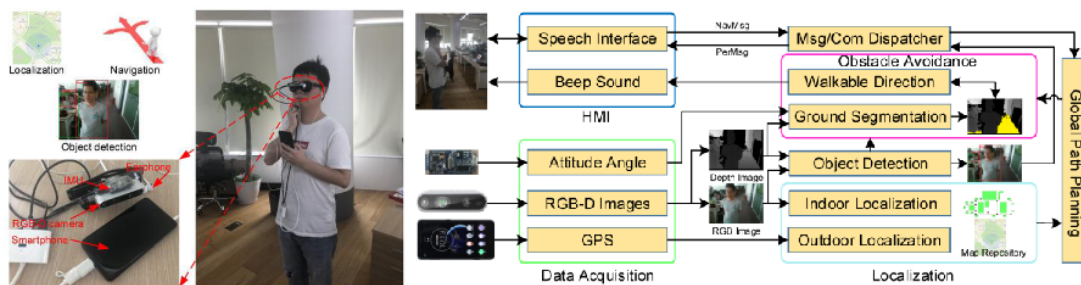 Localization
Navigation
Object detection
Earphone
IMU
RGB-D camera
Smartphone
Speech Interface
Beep Sound
HMI
NavMsg
PerMsg
Msg/Com Dispatcher
Obstacle Avoidance
Walkable Direction
Ground Segmentation
Attitude Angle
RGB-D Images
GPS
Data Acquisition
Depth Image
RGB Image
Object Detection
Indoor Localization
Outdoor Localization
Map Repository
Localization
Global Path Planning